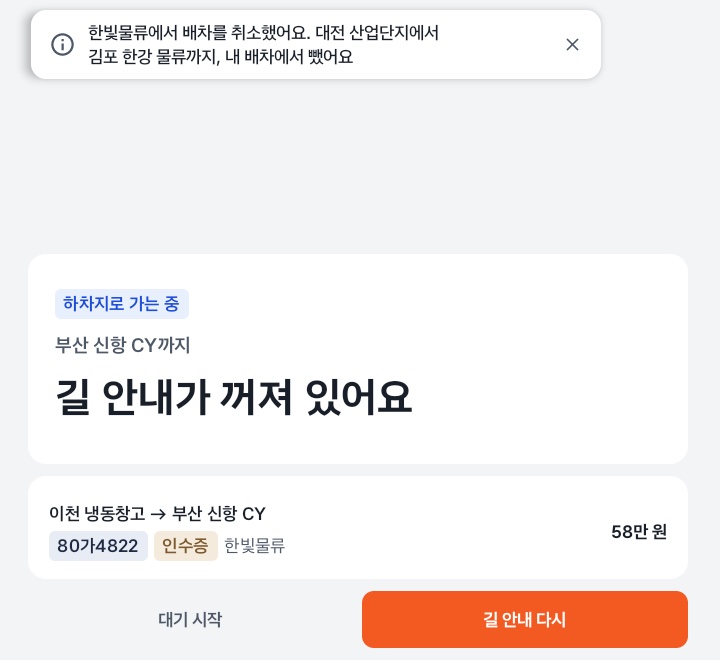 한빛물류에서 배차를 취소했어요. 대전 산업단지에서
김포 한강 물류까지, 내 배차에서 뺐어요
하차지로 가는 중
부산 신항 CY까지
길 안내가 꺼져 있어요
이천 냉동창고 → 부산 신항 CY
80가4822 인수증 한빛물류
58만 원
대기 시작
길 안내 다시